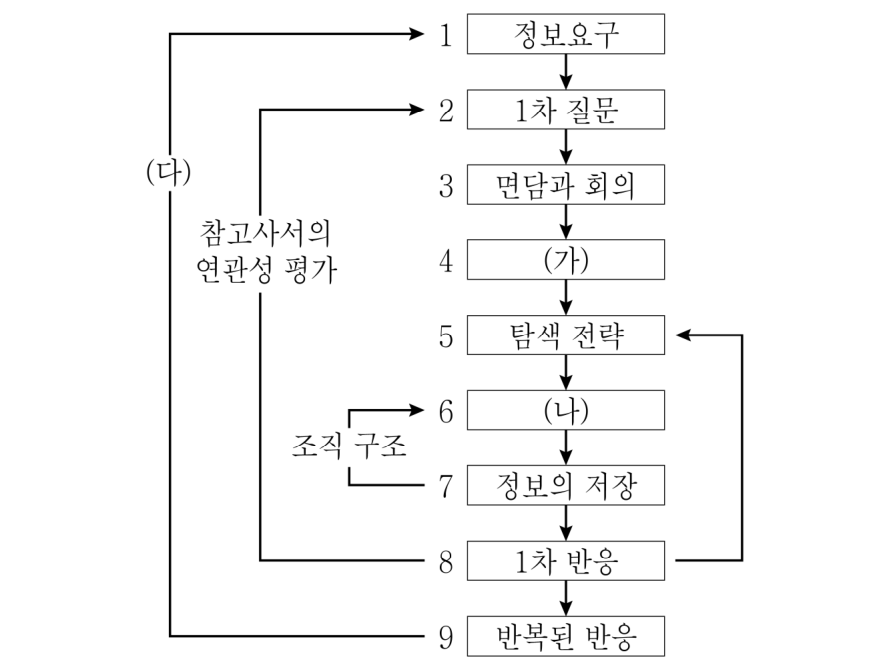 1 정보요구
2 1차 질문
(다)
3 면담과 회의
참고사서의
연관성 평가
4 (가)
5 탐색 전략
6 (나)
조직 구조
7 정보의 저장
8 1차 반응
9 반복된 반응